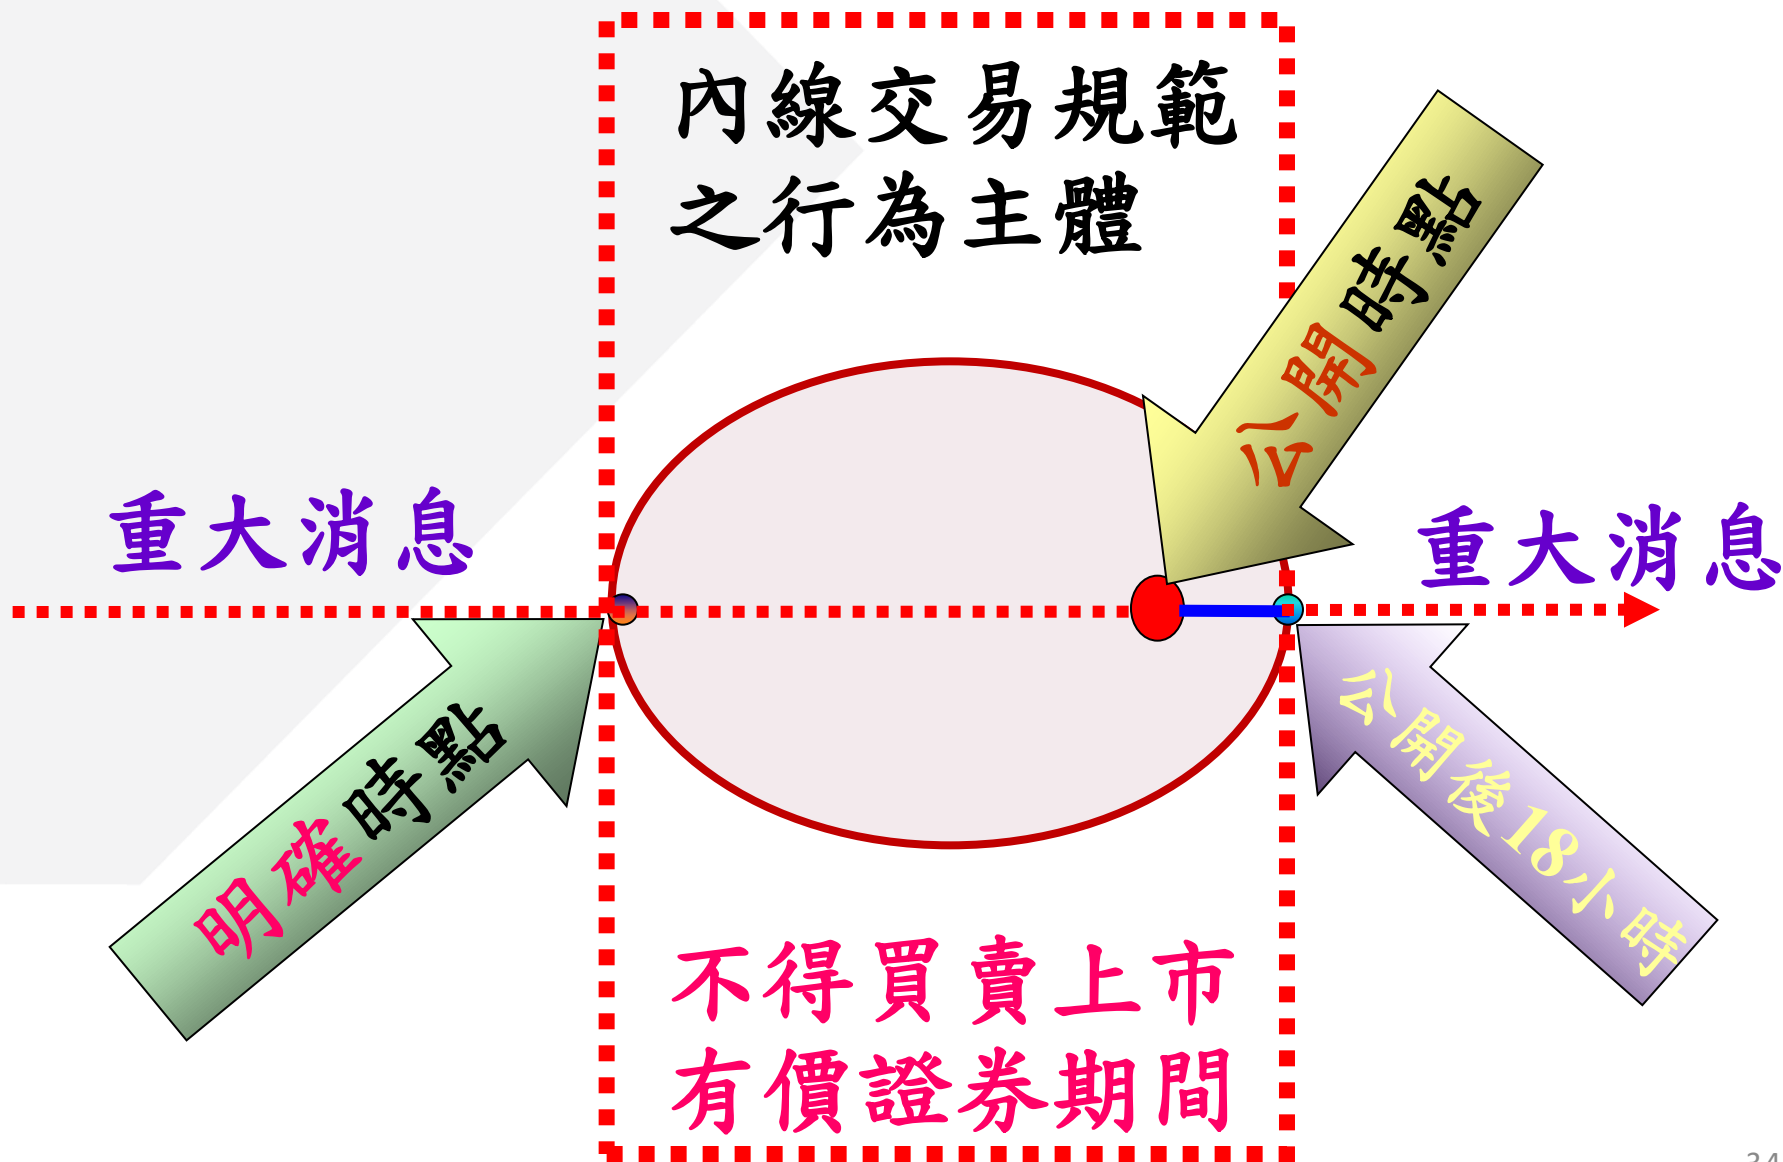 內線交易規範
之行為主體
公開時點
重大消息
重大消息
明確時點
公開後18小時
不得買賣上市
有價證券期間
34